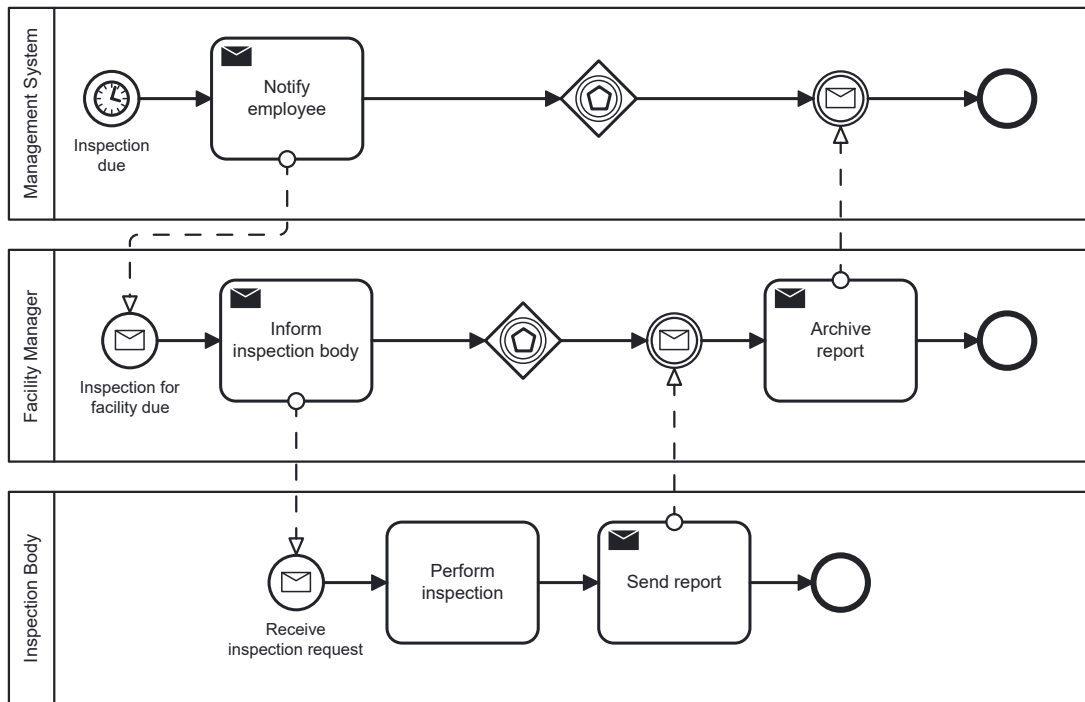 Management System
Notify
employee
Inspection
due
Facility Manager
Inform
inspection body
Archive
report
Inspection for
facility due
Inspection Body
Perform
inspection
Send report
Receive
inspection request